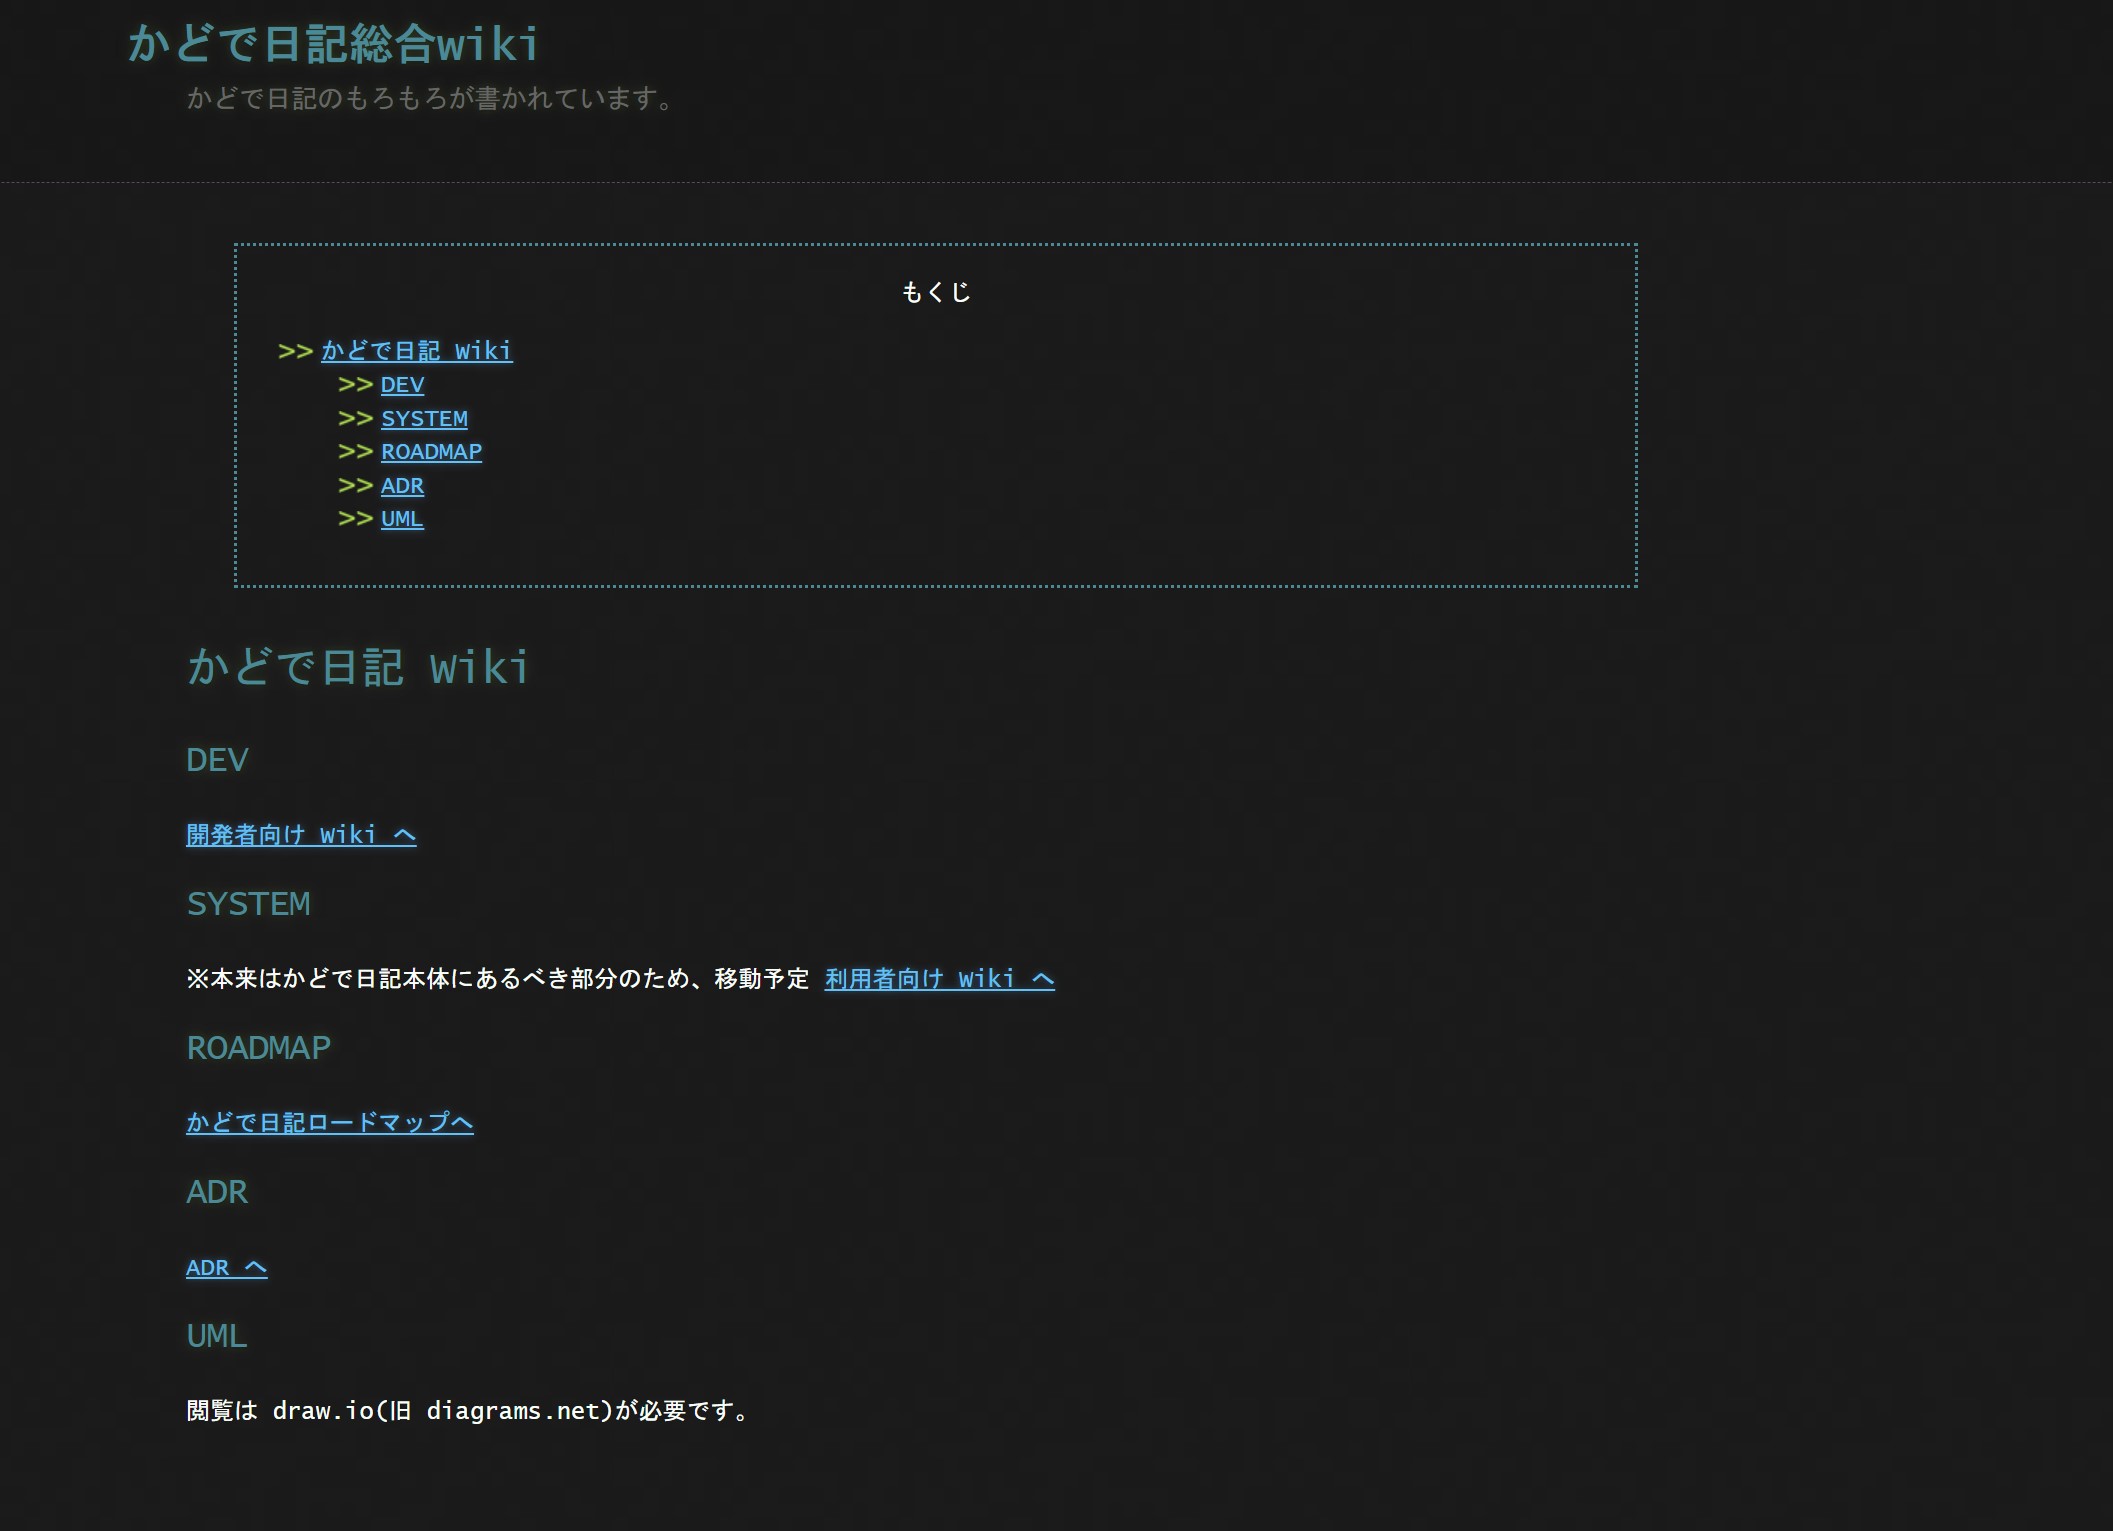 かどで日記総合wiki
かどで日記のもろもろが書かれています。
もくじ
>> かどで日記 Wiki
>> DEV
>> SYSTEM
>> ROADMAP
>> ADR
>> UML
かどで日記 Wiki
DEV
開発者向け Wiki へ
SYSTEM
※本来はかどで日記本体にあるべき部分のため、移動予定 利用者向け Wiki へ
ROADMAP
かどで日記ロードマップへ
ADR
ADR へ
UML
閲覧は draw.io(旧 diagrams.net)が必要です。